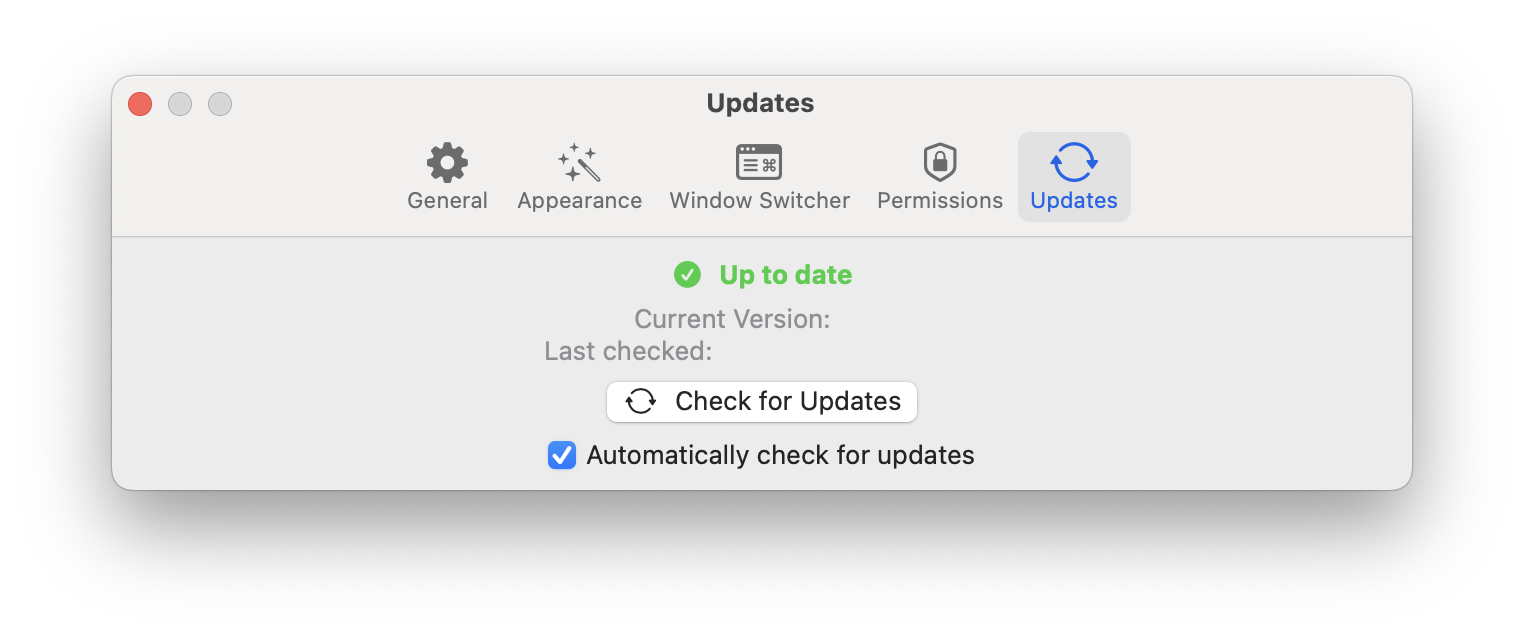 Updates
General Appearance Window Switcher Permissions Updates
Up to date
Current Version:
Last checked:
Check for Updates
Automatically check for updates